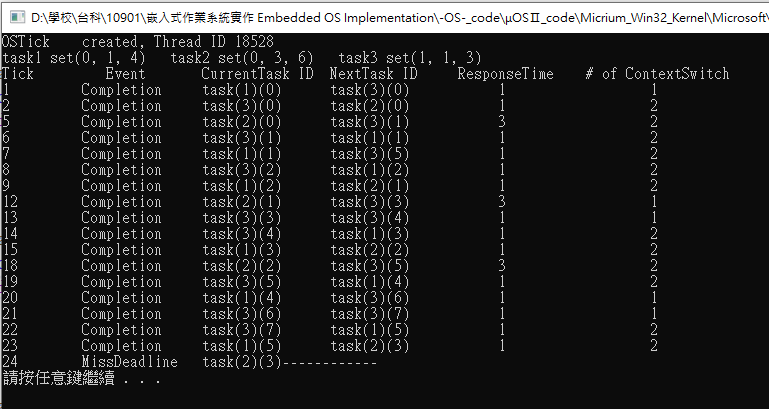 D:\學校\台科\10901\嵌入式作業系統實作 Embedded OS Implementation\-OS-_code\μOSⅡ_code\Micrium_Win32_Kernel\Microsoft\
OSTick created, Thread ID 18528
task1 set(0, 1, 4) task2 set(0, 3, 6) task3 set(1, 1, 3)
Tick Event CurrentTask ID NextTask ID ResponseTime # of ContextSwitch
1 Completion task(1)(0) task(3)(0) 1 1
2 Completion task(3)(0) task(2)(0) 1 2
5 Completion task(2)(0) task(3)(1) 3 2
6 Completion task(3)(1) task(1)(1) 1 2
7 Completion task(1)(1) task(3)(5) 1 2
8 Completion task(3)(2) task(1)(2) 1 2
9 Completion task(1)(2) task(2)(1) 1 2
12 Completion task(2)(1) task(3)(3) 3 1
13 Completion task(3)(3) task(3)(4) 1 1
14 Completion task(3)(4) task(1)(3) 1 2
15 Completion task(1)(3) task(2)(2) 1 2
18 Completion task(2)(2) task(3)(5) 3 2
19 Completion task(3)(5) task(1)(4) 1 2
20 Completion task(1)(4) task(3)(6) 1 1
21 Completion task(3)(6) task(3)(7) 1 1
22 Completion task(3)(7) task(1)(5) 1 2
23 Completion task(1)(5) task(2)(3) 1 2
24 MissDeadline task(2)(3)------------
請按任意鍵繼續 . . .